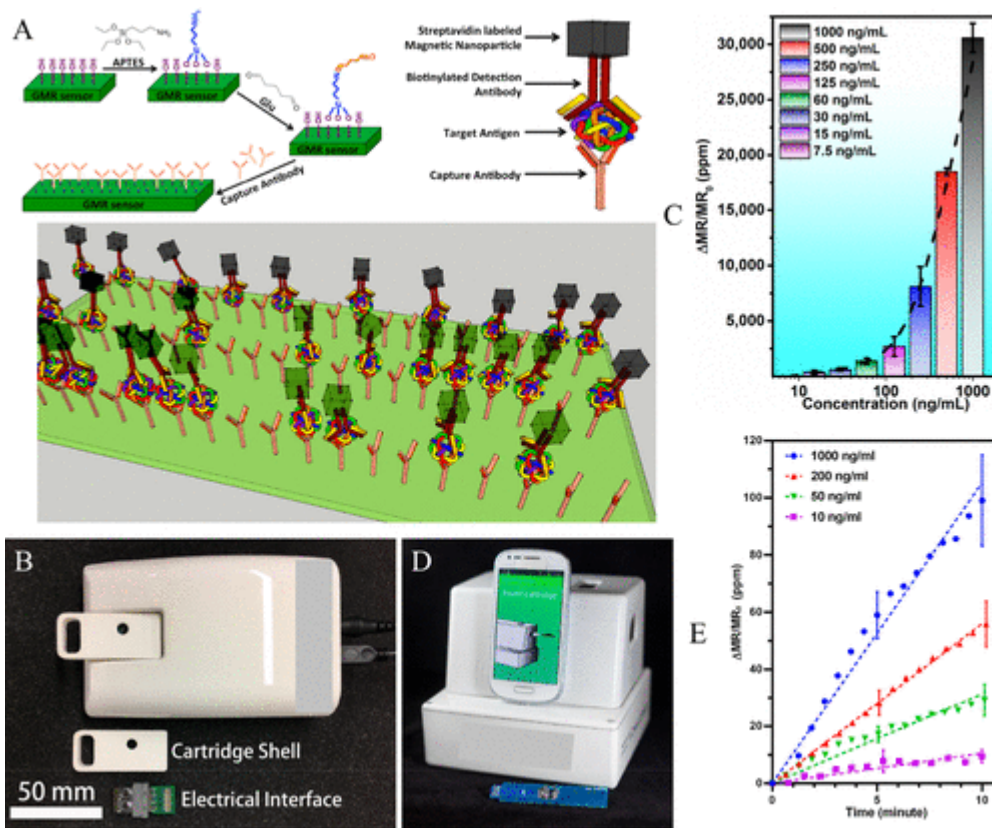 A
APTES
GMR sensor
GMR sensor
Glu
GMR sensor
Capture Antibody
GMR sensor
Streptavidin labeled
Magnetic Nanoparticle
Biotinylated Detection
Antibody
Target Antigen
Capture Antibody
C
1000 ng/mL
500 ng/mL
250 ng/mL
125 ng/mL
60 ng/mL
30 ng/mL
15 ng/mL
7.5 ng/mL
30,000
25,000
20,000
15,000
10,000
5,000
ΔMR/MR₀ (ppm)
10
100
1000
Concentration (ng/mL)
B
Cartridge Shell
50 mm
Electrical Interface
D
E
1000 ng/ml
200 ng/ml
50 ng/ml
10 ng/ml
120
100
80
60
40
20
0
ΔMR/MR₀ (ppm)
0
5
10
Time (minute)